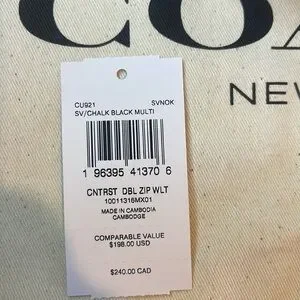 COA
NEW
CU921 SVNOK
SV/CHALK BLACK MULTI
1 96395 41370 6
CNTRST DBL ZIP WLT
10011316MX01
MADE IN CAMBODIA
CAMBODGE
COMPARABLE VALUE
$198.00 USD
$240.00 CAD